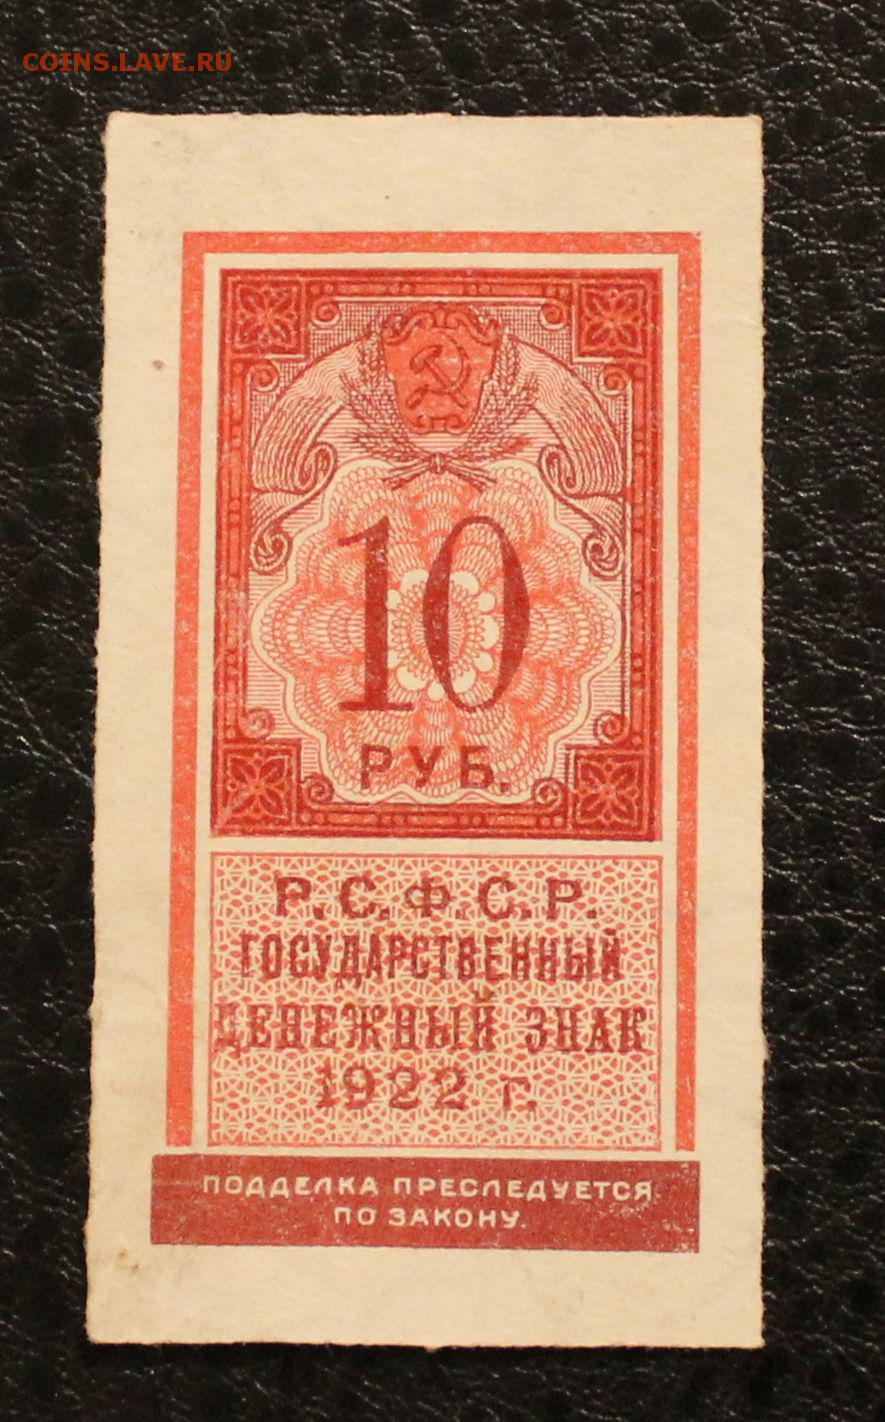 COINS.LAVE.RU
10
РУБ.
Р.С.Ф.С.Р.
ГОСУДАРСТВЕННЫЙ
ДЕНЕЖНЫЙ ЗНАК
1922 г.
ПОДДЕЛКА ПРЕСЛЕДУЕТСЯ
ПО ЗАКОНУ.